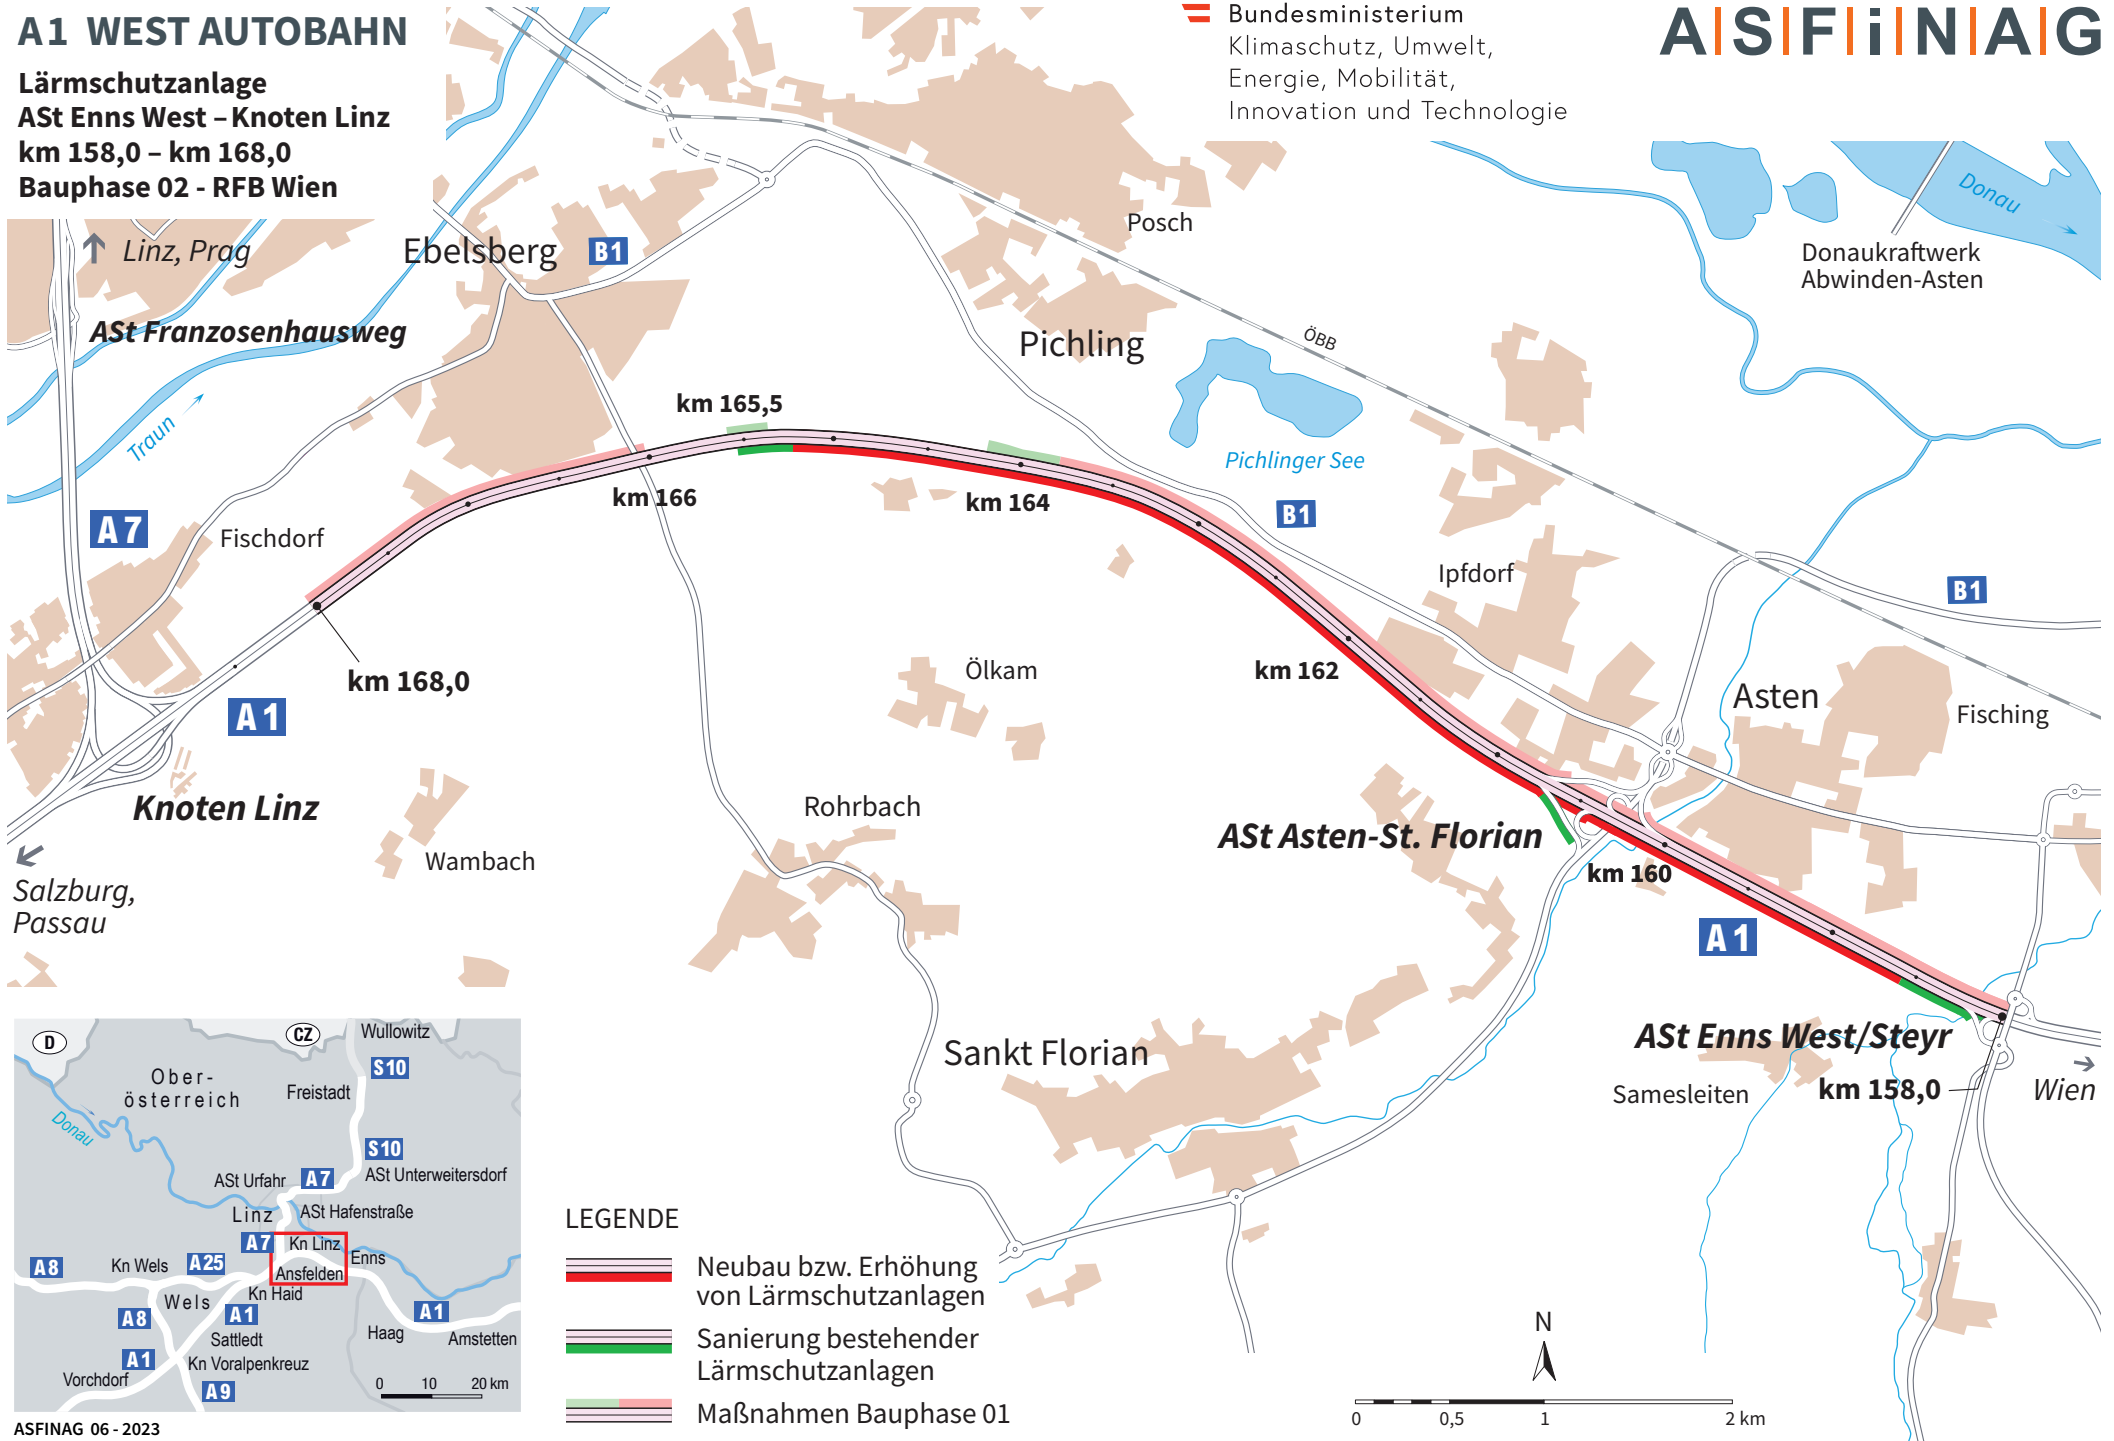 A1 WEST AUTOBAHN
Lärmschutzanlage
ASt Enns West – Knoten Linz
km 158,0 – km 168,0
Bauphase 02 - RFB Wien
Bundesministerium
Klimaschutz, Umwelt,
Energie, Mobilität,
Innovation und Technologie
A|S|F|i|N|A|G
Linz, Prag
Ebelsberg
B1
Posch
Donau
Donaukraftwerk
Abwinden-Asten
ASt Franzosenhausweg
Pichling
ÖBB
Traun
km 165,5
Pichlinger See
km 166
km 164
B1
A7
Fischdorf
Ipfdorf
B1
km 168,0
Ölkam
km 162
Asten
Fisching
A1
Knoten Linz
Rohrbach
ASt Asten-St. Florian
Wambach
km 160
Salzburg,
Passau
A1
Sankt Florian
ASt Enns West/Steyr
Samesleiten
km 158,0
Wien
D
CZ
Wullowitz
S10
Ober-
österreich
Freistadt
Donau
S10
ASt Urfahr
A7
ASt Unterweitersdorf
Linz
ASt Hafenstraße
A7
Kn Linz
Enns
A8
Kn Wels
A25
Ansfelden
Kn Haid
Wels
A8
A1
A1
Sattledt
Haag
Amstetten
A1
Kn Voralpenkreuz
Vorchdorf
A9
0 10 20 km
ASFINAG 06 - 2023
LEGENDE
Neubau bzw. Erhöhung
von Lärmschutzanlagen
Sanierung bestehender
Lärmschutzanlagen
Maßnahmen Bauphase 01
N
0 0,5 1 2 km